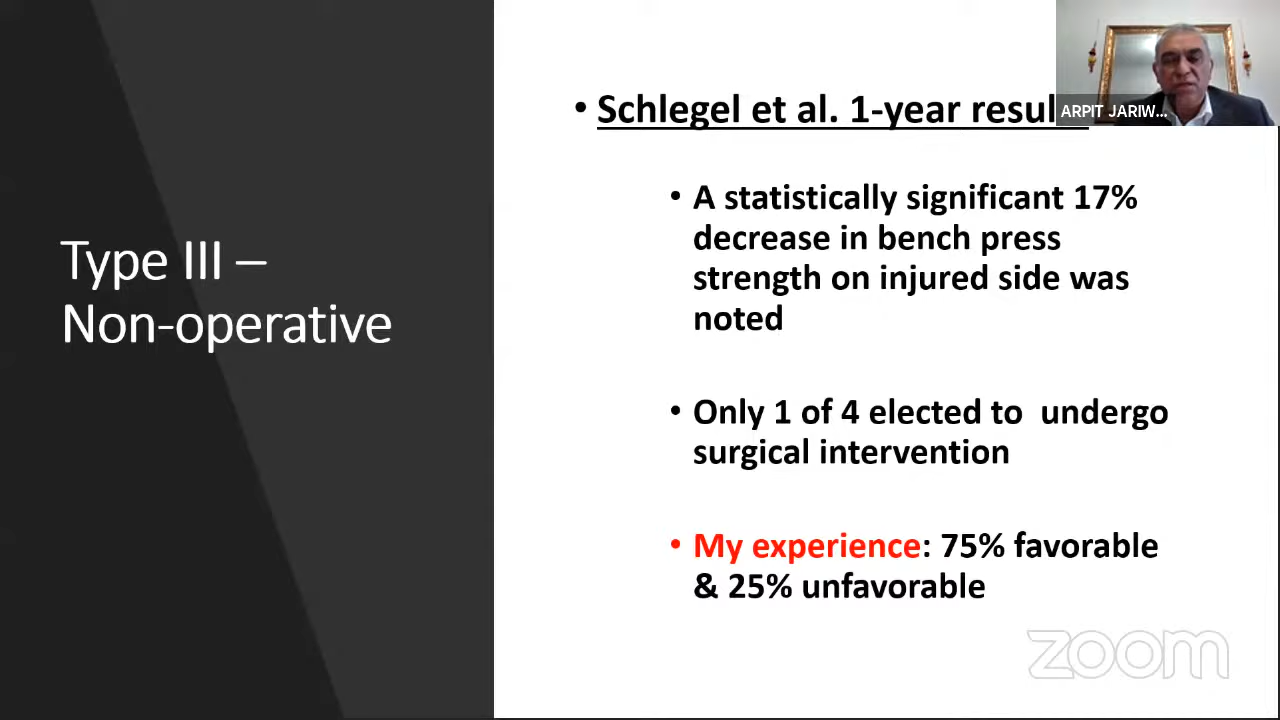 ARPIT JARIW...
• Schlegel et al. 1-year resul
• A statistically significant 17%
decrease in bench press
strength on injured side was
noted
Type III –
Non-operative
• Only 1 of 4 elected to  undergo
surgical intervention
• My experience: 75% favorable
& 25% unfavorable
zoom